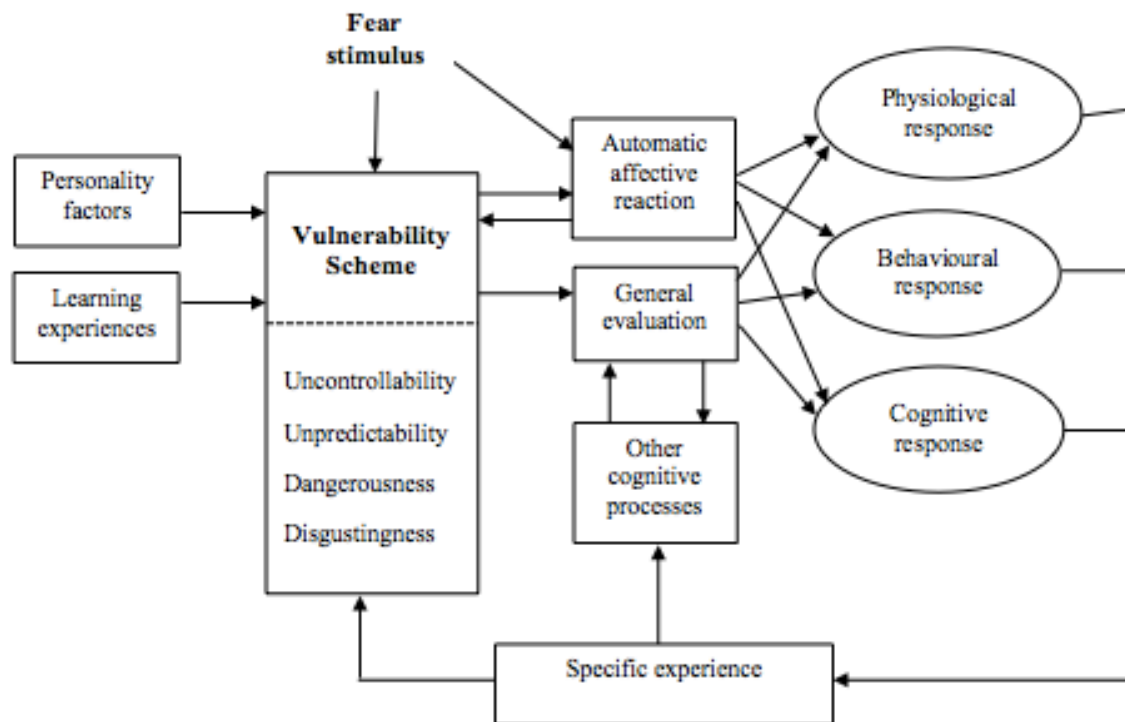 Fear
stimulus
Personality
factors
Learning
experiences
Vulnerability
Scheme
Uncontrollability
Unpredictability
Dangerousness
Disgustingness
Automatic
affective
reaction
General
evaluation
Other
cognitive
processes
Physiological
response
Behavioural
response
Cognitive
response
Specific experience